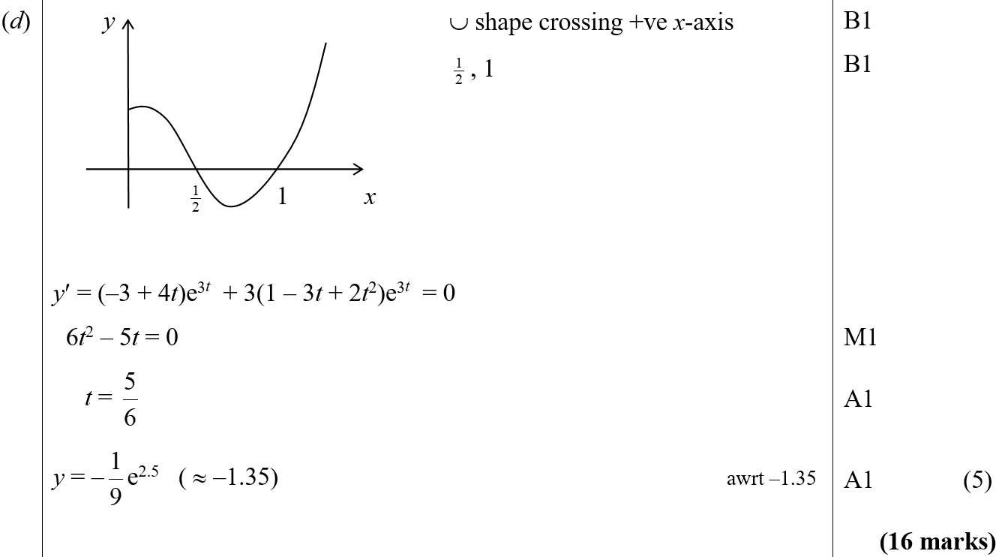 (d) y ∪ shape crossing +ve x-axis B1
½ , 1 B1
½ 1 x
y′ = (–3 + 4t)e³ᵗ + 3(1 – 3t + 2t²)e³ᵗ = 0
6t² – 5t = 0 M1
t = 5/6 A1
y = –1/9 e^2.5 ( ≈ –1.35) awrt –1.35 A1 (5)
(16 marks)